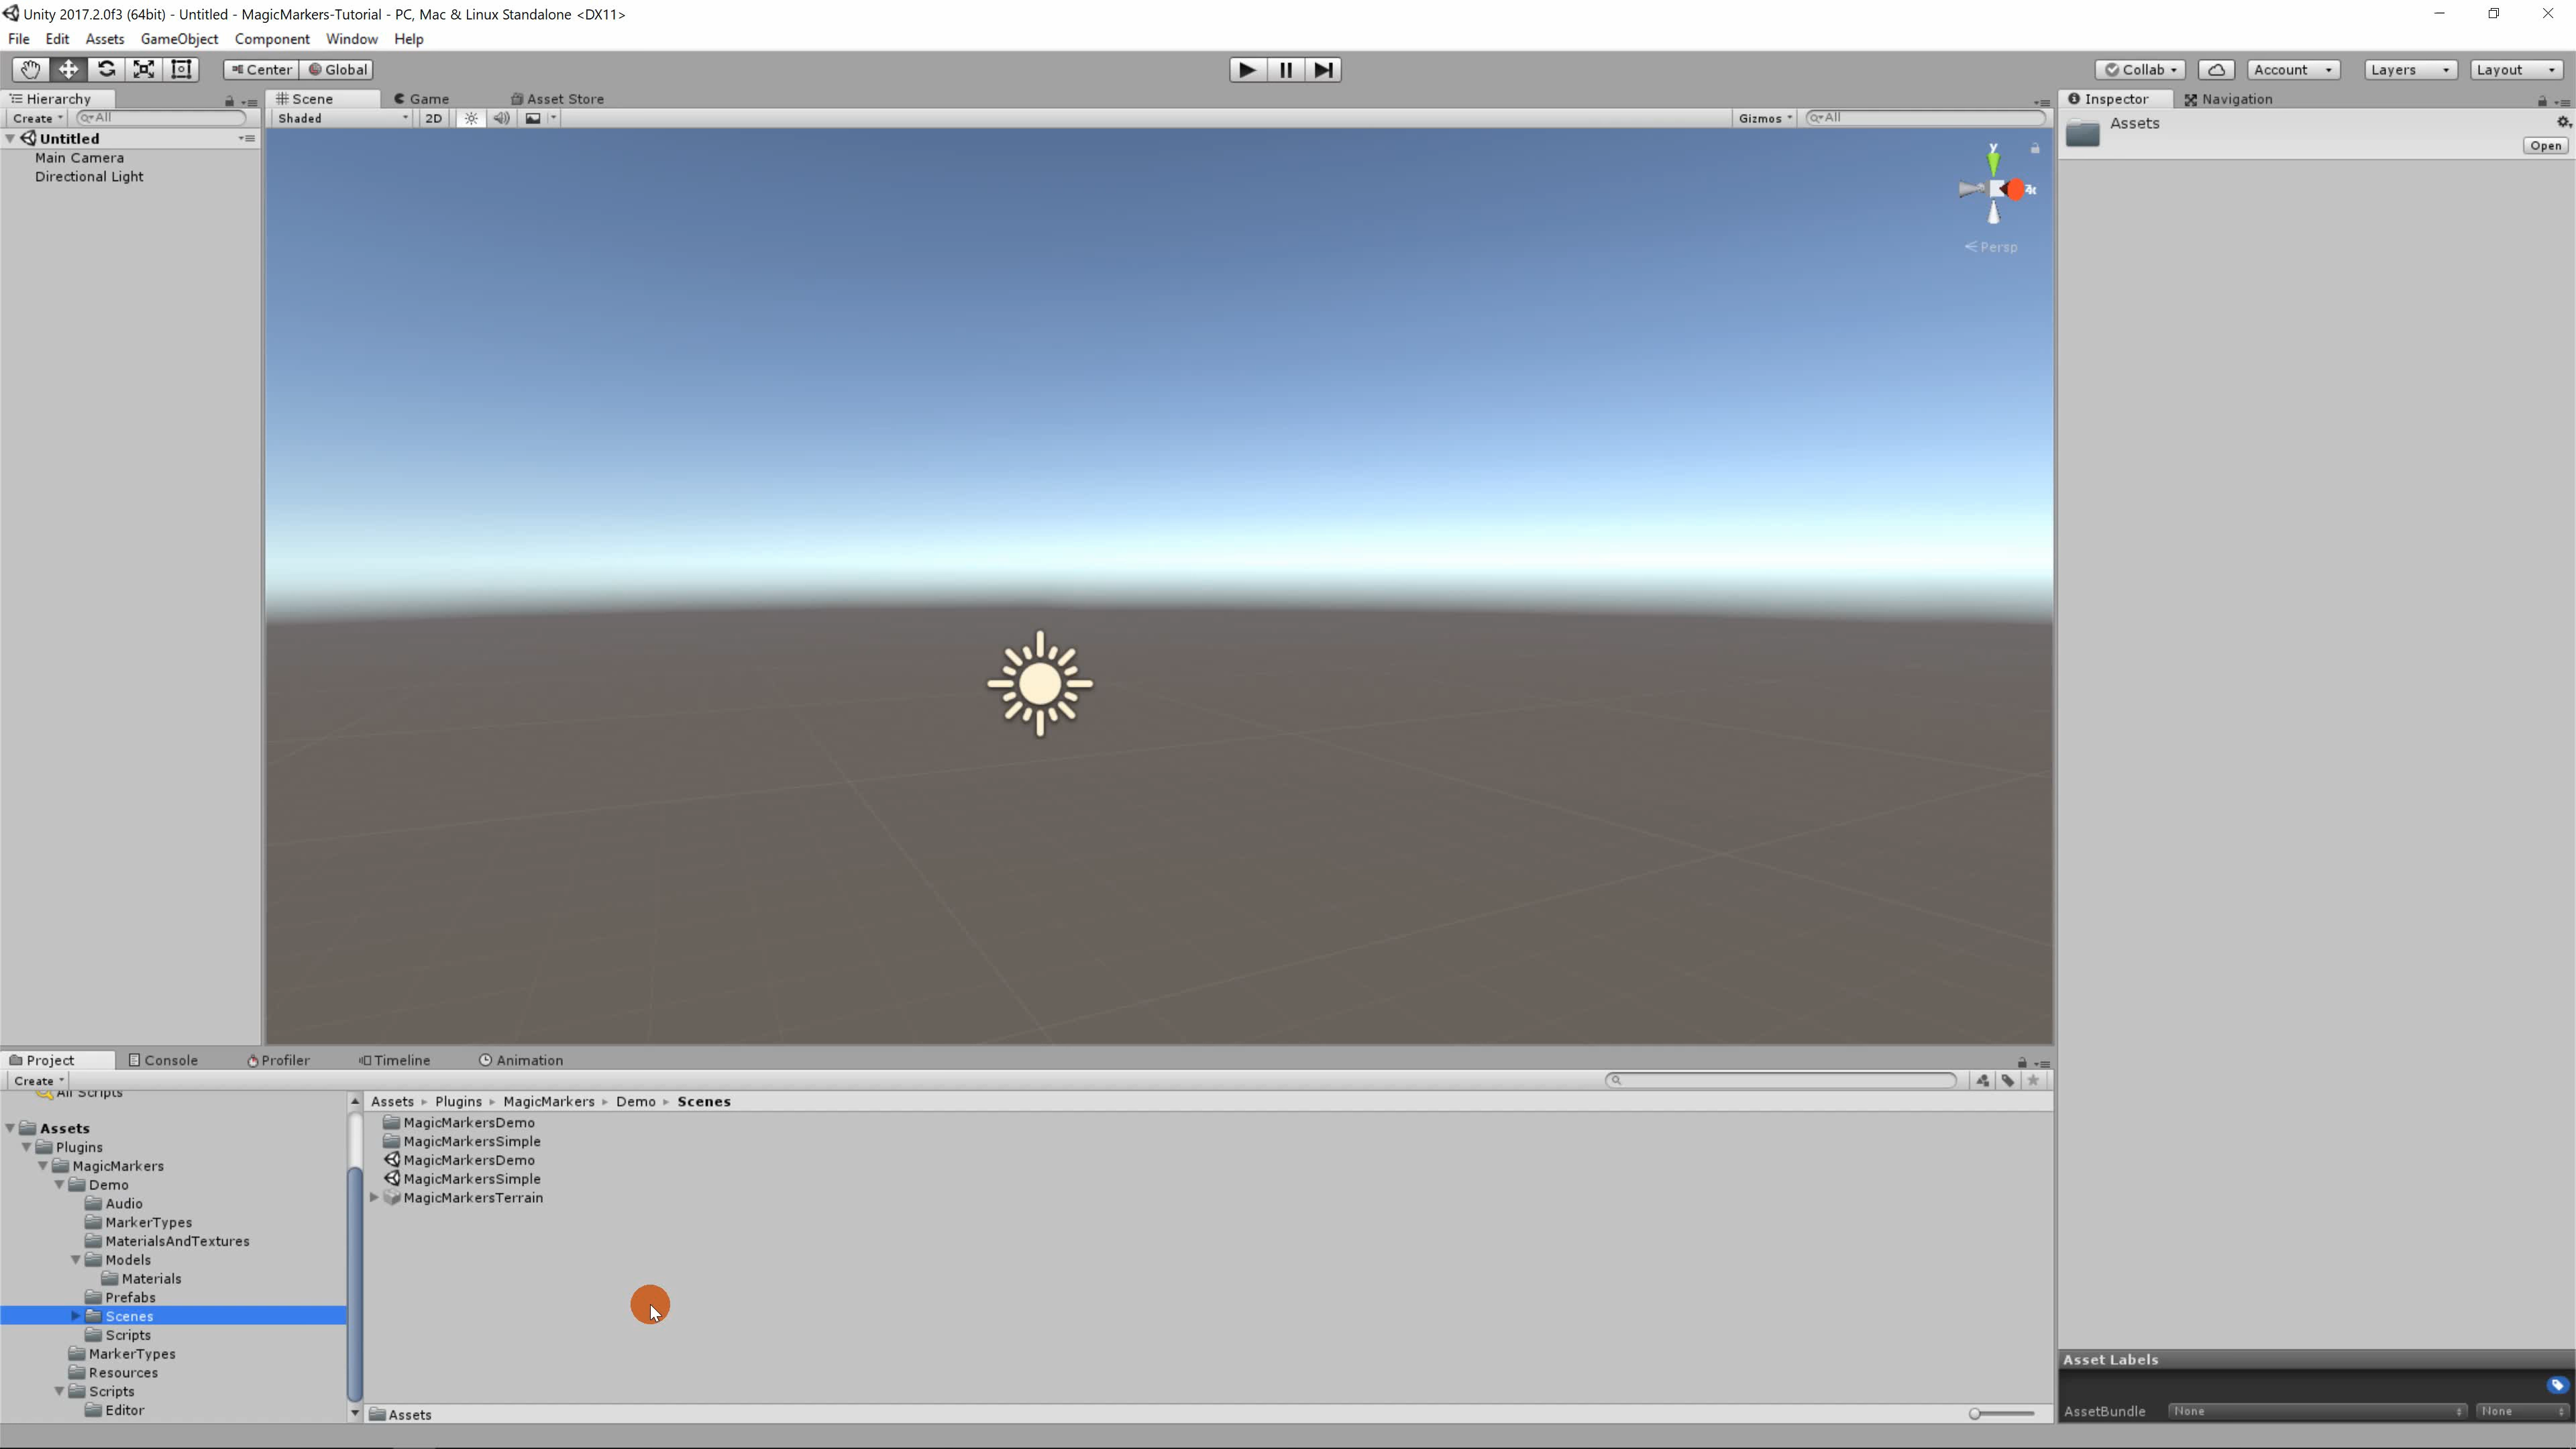 Unity 2017.2.0f3 (64bit) - Untitled - MagicMarkers-Tutorial - PC, Mac & Linux Standalone <DX11>
File Edit Assets GameObject Component Window Help
Center Global Collab Account Layers Layout
Hierarchy Scene Game Asset Store Inspector Navigation
Create All Shaded 2D Gizmos All Assets
Untitled Open
Main Camera
Directional Light
y
Persp
Project Console Profiler Timeline Animation
Create
All Scripts
Assets Plugins MagicMarkers Demo Scenes
MagicMarkersDemo
MagicMarkersSimple
MagicMarkersDemo
MagicMarkersSimple
MagicMarkersTerrain
Assets
Plugins
MagicMarkers
Demo
Audio
MarkerTypes
MaterialsAndTextures
Models
Materials
Prefabs
Scenes
Scripts
MarkerTypes
Resources
Scripts
Editor
Assets
Asset Labels
AssetBundle None None